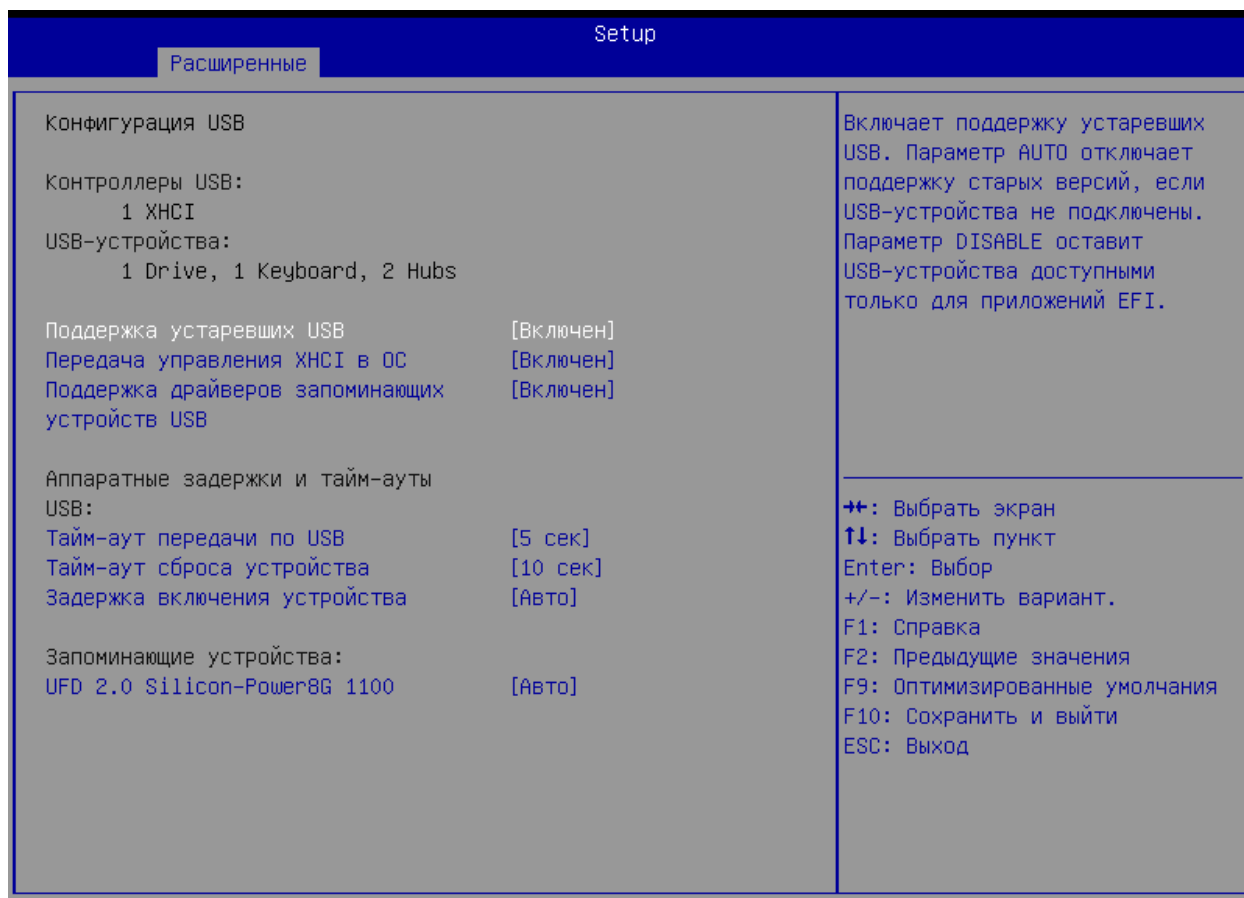 Setup
Расширенные
Конфигурация USB
Контроллеры USB:
1 XHCI
USB-устройства:
1 Drive, 1 Keyboard, 2 Hubs
Поддержка устаревших USB [Включен]
Передача управления XHCI в ОС [Включен]
Поддержка драйверов запоминающих [Включен]
устройств USB
Аппаратные задержки и тайм-ауты
USB:
Тайм-аут передачи по USB [5 сек]
Тайм-аут сброса устройства [10 сек]
Задержка включения устройства [Авто]
Запоминающие устройства:
UFD 2.0 Silicon-Power8G 1100 [Авто]
Включает поддержку устаревших
USB. Параметр AUTO отключает
поддержку старых версий, если
USB-устройства не подключены.
Параметр DISABLE оставит
USB-устройства доступными
только для приложений EFI.
→←: Выбрать экран
↑↓: Выбрать пункт
Enter: Выбор
+/-: Изменить вариант.
F1: Справка
F2: Предыдущие значения
F9: Оптимизированные умолчания
F10: Сохранить и выйти
ESC: Выход